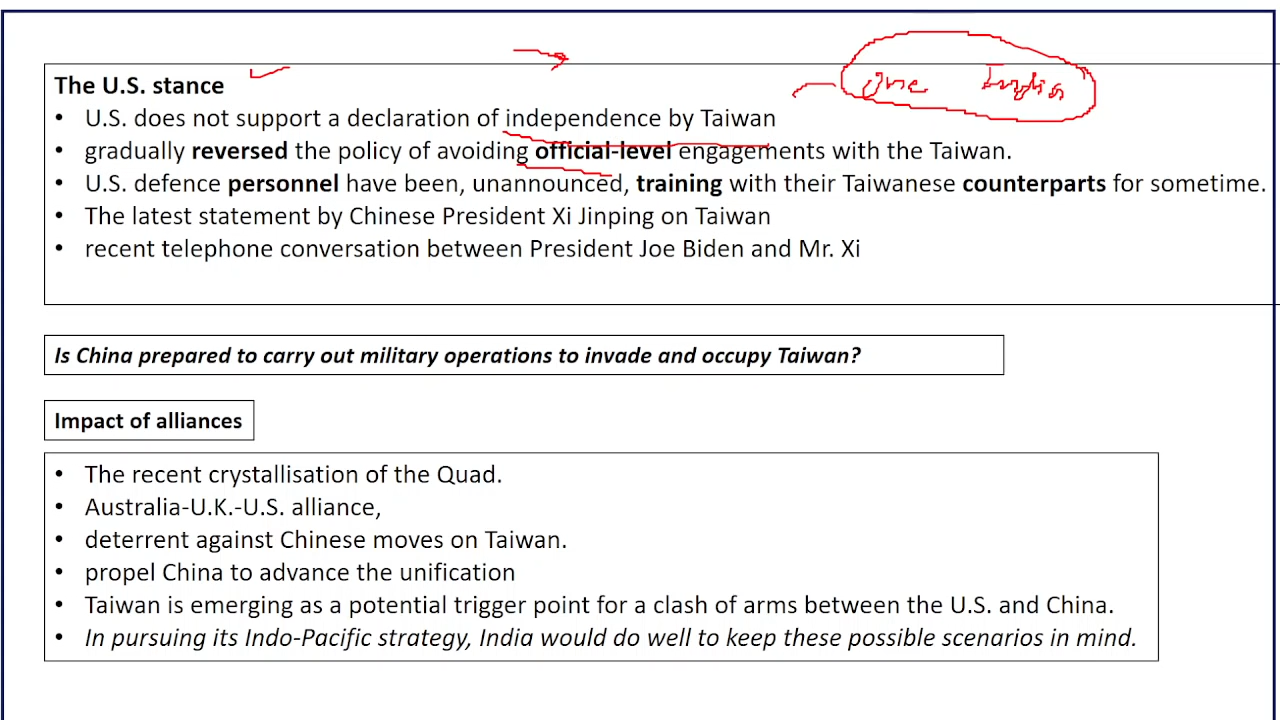 The U.S. stance
• U.S. does not support a declaration of independence by Taiwan
• gradually reversed the policy of avoiding official-level engagements with the Taiwan.
• U.S. defence personnel have been, unannounced, training with their Taiwanese counterparts for sometime.
• The latest statement by Chinese President Xi Jinping on Taiwan
• recent telephone conversation between President Joe Biden and Mr. Xi
Is China prepared to carry out military operations to invade and occupy Taiwan?
Impact of alliances
• The recent crystallisation of the Quad.
• Australia-U.K.-U.S. alliance,
• deterrent against Chinese moves on Taiwan.
• propel China to advance the unification
• Taiwan is emerging as a potential trigger point for a clash of arms between the U.S. and China.
• In pursuing its Indo-Pacific strategy, India would do well to keep these possible scenarios in mind.